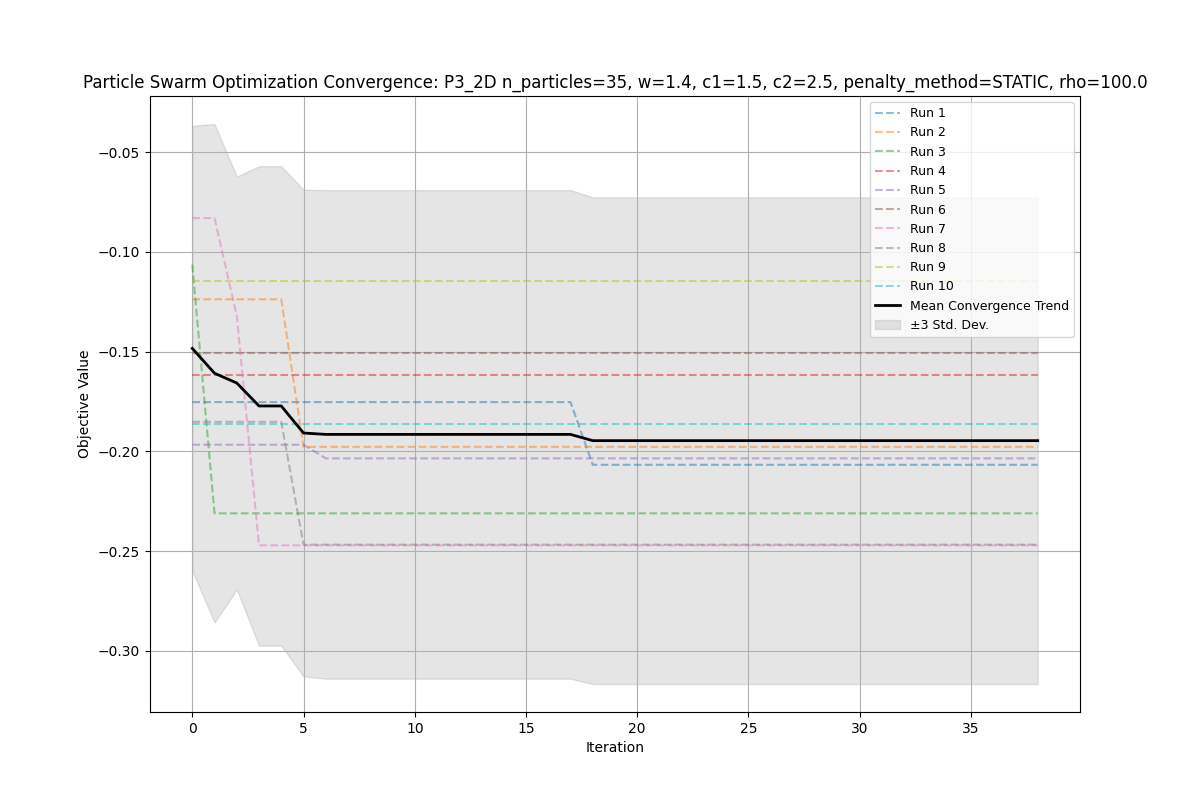 Particle Swarm Optimization Convergence: P3_2D n_particles=35, w=1.4, c1=1.5, c2=2.5, penalty_method=STATIC, rho=100.0
Run 1
Run 2
Run 3
Run 4
Run 5
Run 6
Run 7
Run 8
Run 9
Run 10
Mean Convergence Trend
±3 Std. Dev.
Objective Value
−0.05
−0.10
−0.15
−0.20
−0.25
−0.30
0 5 10 15 20 25 30 35
Iteration